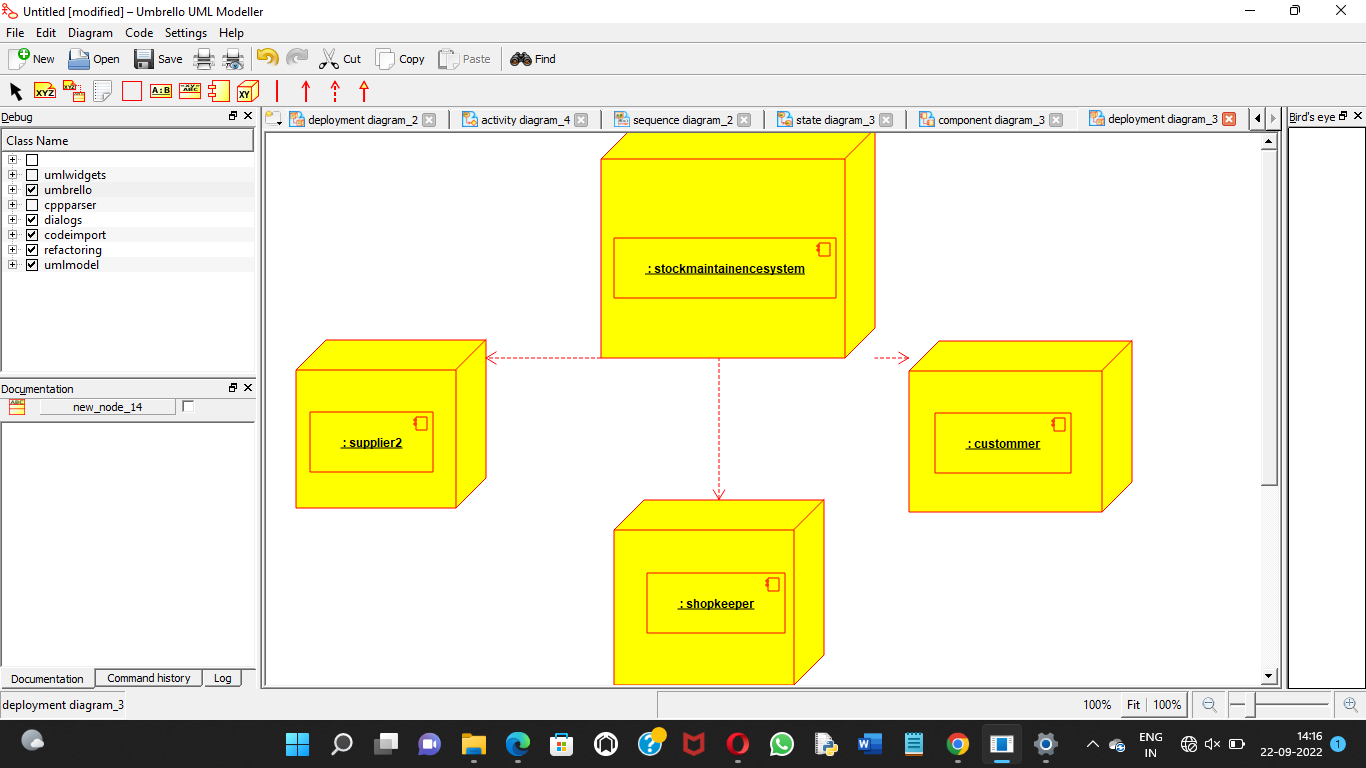 Untitled [modified] – Umbrello UML Modeller
File Edit Diagram Code Settings Help
New Open Save Cut Copy Paste Find
XYZ A:B XY
Debug
deployment diagram_2 activity diagram_4 sequence diagram_2 state diagram_3 component diagram_3 deployment diagram_3
Bird's eye
Class Name
umlwidgets
umbrello
cppparser
dialogs
codeimport
refactoring
umlmodel
: stockmaintainencesystem
Documentation
new_node_14
: supplier2
: custommer
: shopkeeper
Documentation Command history Log
deployment diagram_3
100% Fit 100%
ENG
IN
14:16
22-09-2022
1